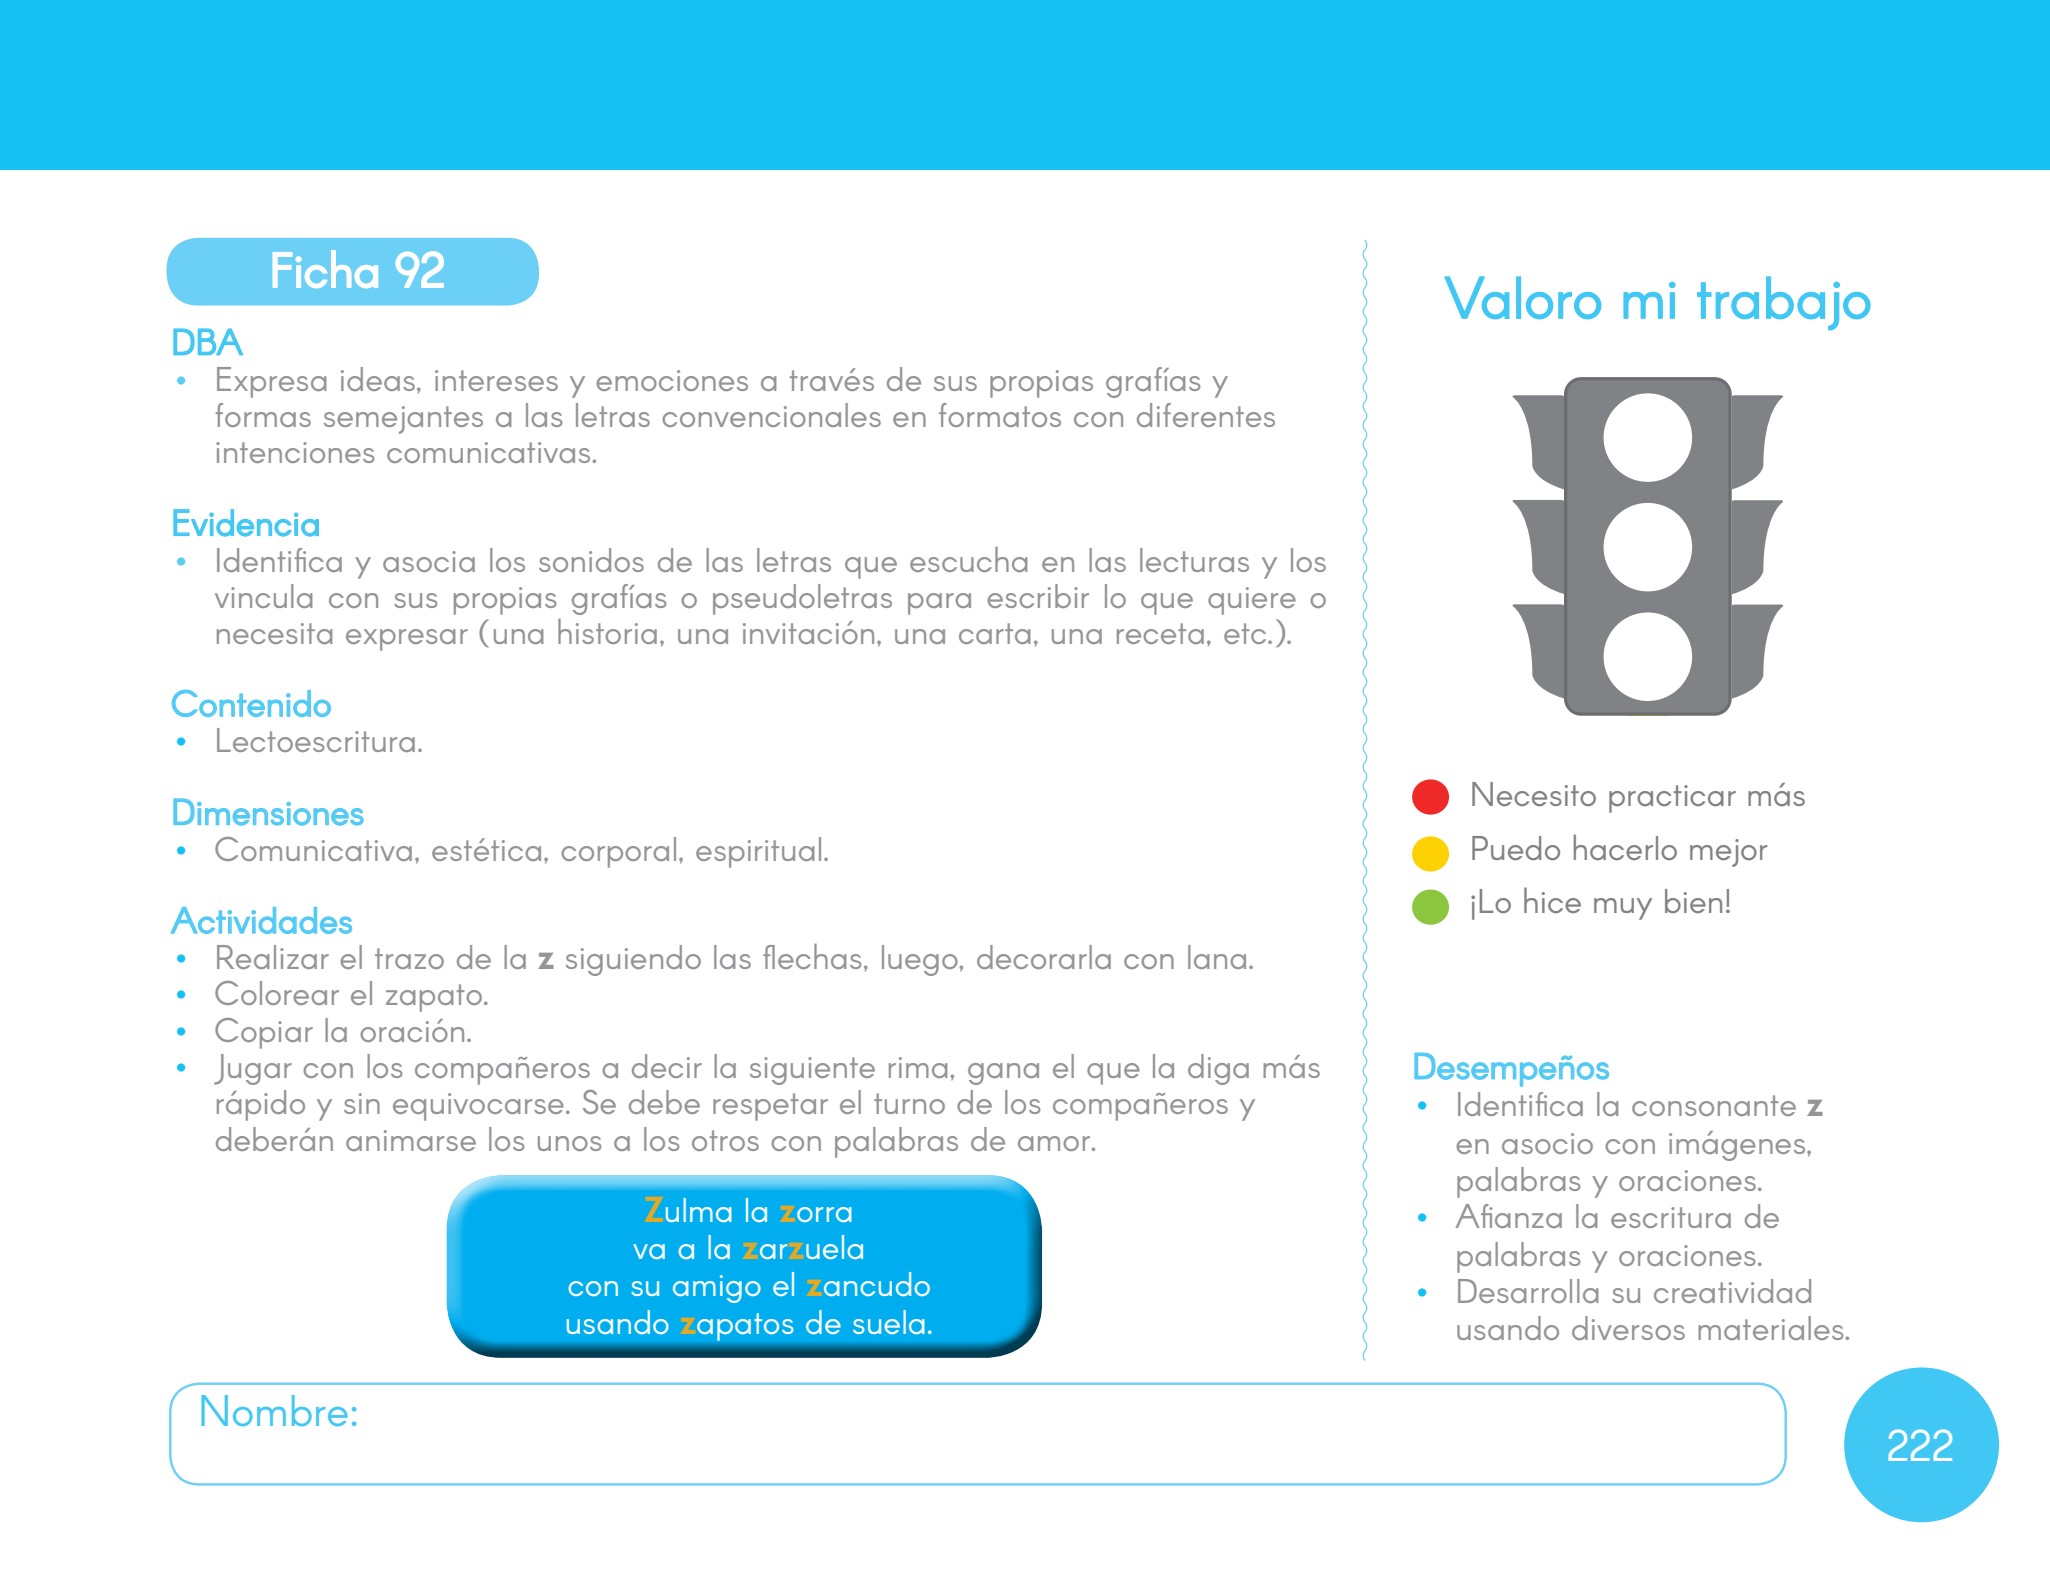 Ficha 92
DBA
• Expresa ideas, intereses y emociones a través de sus propias grafías y
formas semejantes a las letras convencionales en formatos con diferentes
intenciones comunicativas.
Evidencia
• Identifica y asocia los sonidos de las letras que escucha en las lecturas y los
vincula con sus propias grafías o pseudoletras para escribir lo que quiere o
necesita expresar (una historia, una invitación, una carta, una receta, etc.).
Contenido
• Lectoescritura.
Dimensiones
• Comunicativa, estética, corporal, espiritual.
Actividades
• Realizar el trazo de la z siguiendo las flechas, luego, decorarla con lana.
• Colorear el zapato.
• Copiar la oración.
• Jugar con los compañeros a decir la siguiente rima, gana el que la diga más
rápido y sin equivocarse. Se debe respetar el turno de los compañeros y
deberán animarse los unos a los otros con palabras de amor.
Zulma la zorra
va a la zarzuela
con su amigo el zancudo
usando zapatos de suela.
Valoro mi trabajo
Necesito practicar más
Puedo hacerlo mejor
¡Lo hice muy bien!
Desempeños
• Identifica la consonante z
en asocio con imágenes,
palabras y oraciones.
• Afianza la escritura de
palabras y oraciones.
• Desarrolla su creatividad
usando diversos materiales.
Nombre:
222